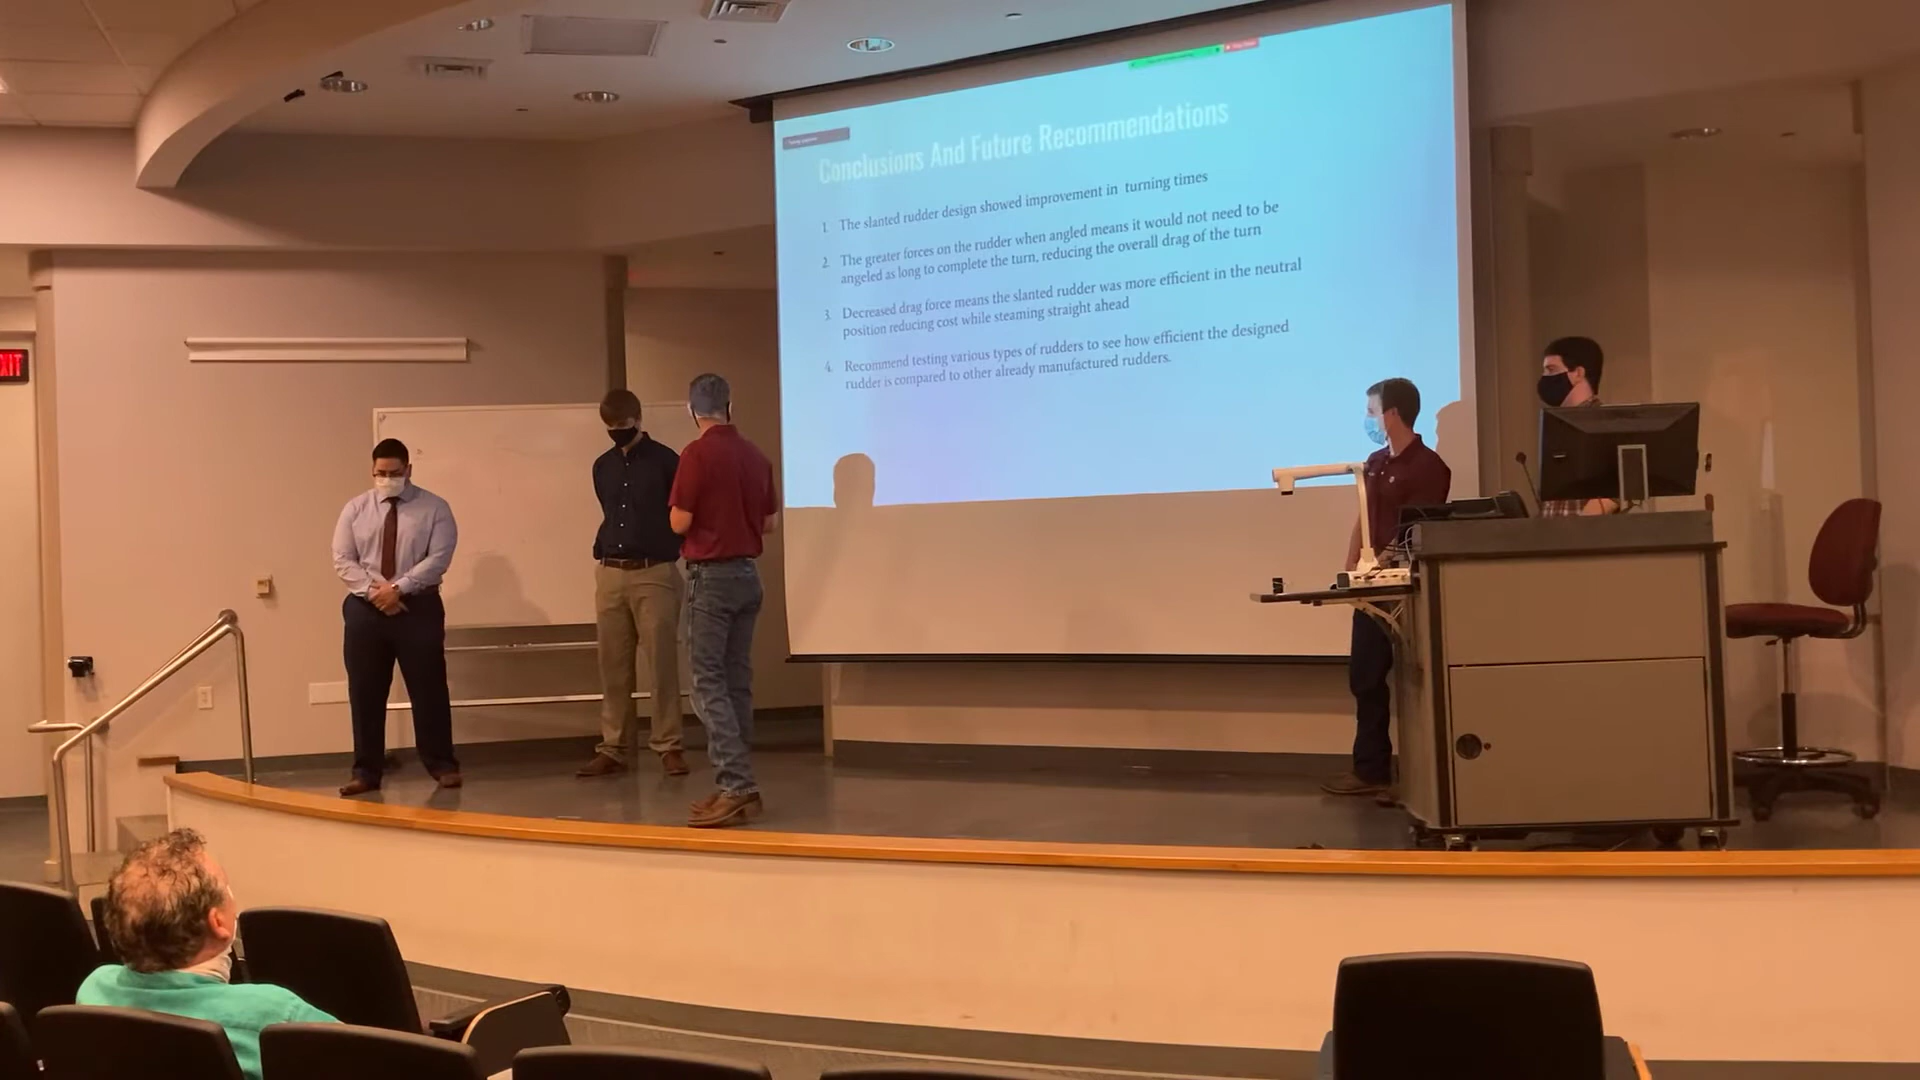 Conclusions And Future Recommendations
1. The slanted rudder design showed improvement in turning times
2. The greater forces on the rudder when angled means it would not need to be
angeled as long to complete the turn, reducing the overall drag of the turn
3. Decreased drag force means the slanted rudder was more efficient in the neutral
position reducing cost while steaming straight ahead
4. Recommend testing various types of rudders to see how efficient the designed
rudder is compared to other already manufactured rudders.
EXIT